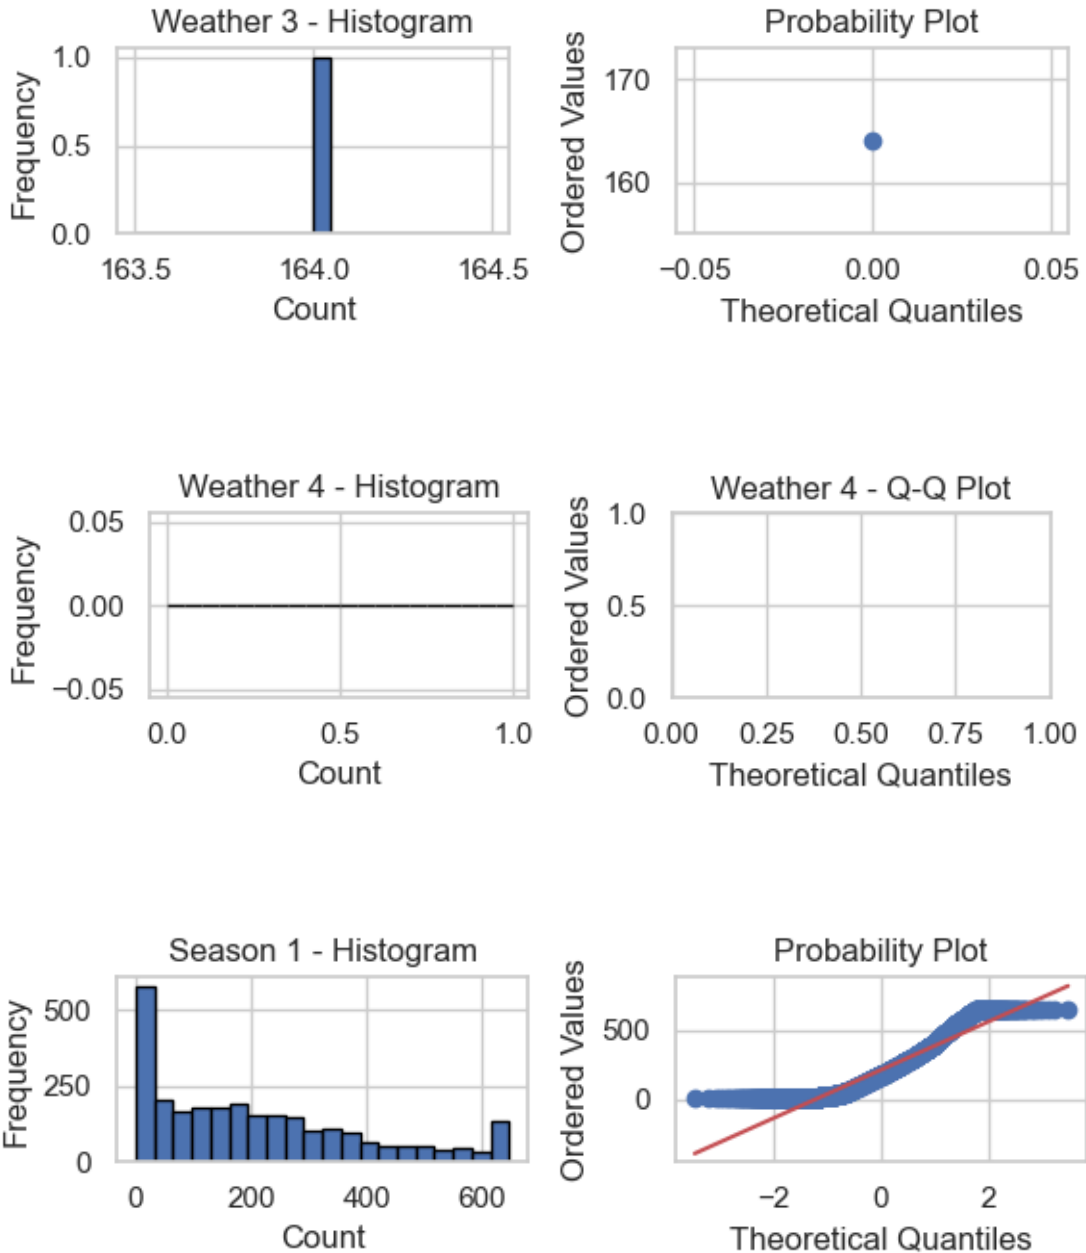 Weather 3 - Histogram
Frequency
1.0
0.5
0.0
163.5 164.0 164.5
Count
Probability Plot
Ordered Values
170
160
−0.05 0.00 0.05
Theoretical Quantiles
Weather 4 - Histogram
Frequency
0.05
0.00
−0.05
0.0 0.5 1.0
Count
Weather 4 - Q-Q Plot
Ordered Values
1.0
0.5
0.0
0.00 0.25 0.50 0.75 1.00
Theoretical Quantiles
Season 1 - Histogram
Frequency
500
250
0
0 200 400 600
Count
Probability Plot
Ordered Values
500
0
−2 0 2
Theoretical Quantiles